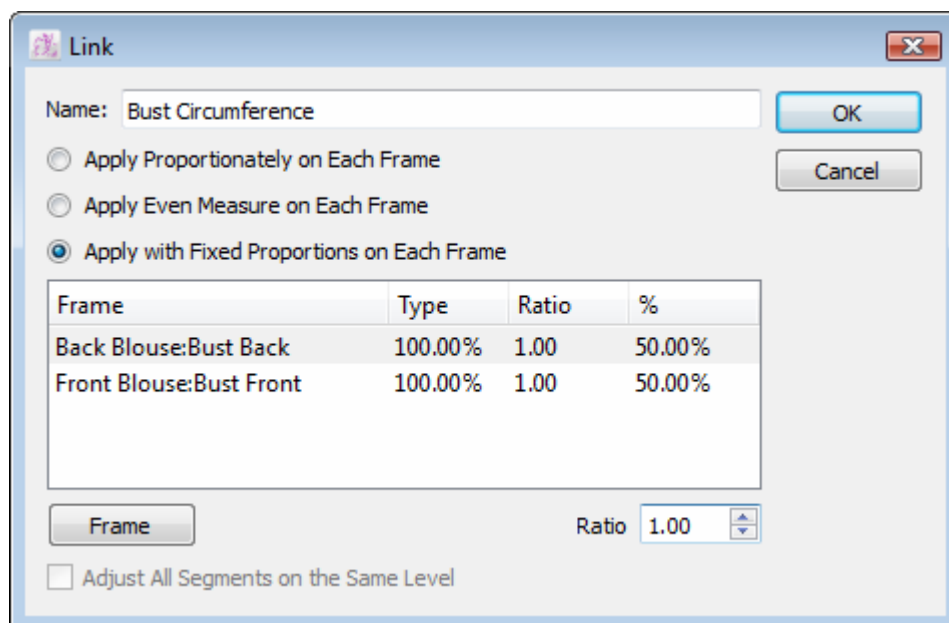 Link
Name: Bust Circumference
OK
Apply Proportionately on Each Frame
Cancel
Apply Even Measure on Each Frame
Apply with Fixed Proportions on Each Frame
Frame Type Ratio %
Back Blouse:Bust Back 100.00% 1.00 50.00%
Front Blouse:Bust Front 100.00% 1.00 50.00%
Frame Ratio 1.00
Adjust All Segments on the Same Level